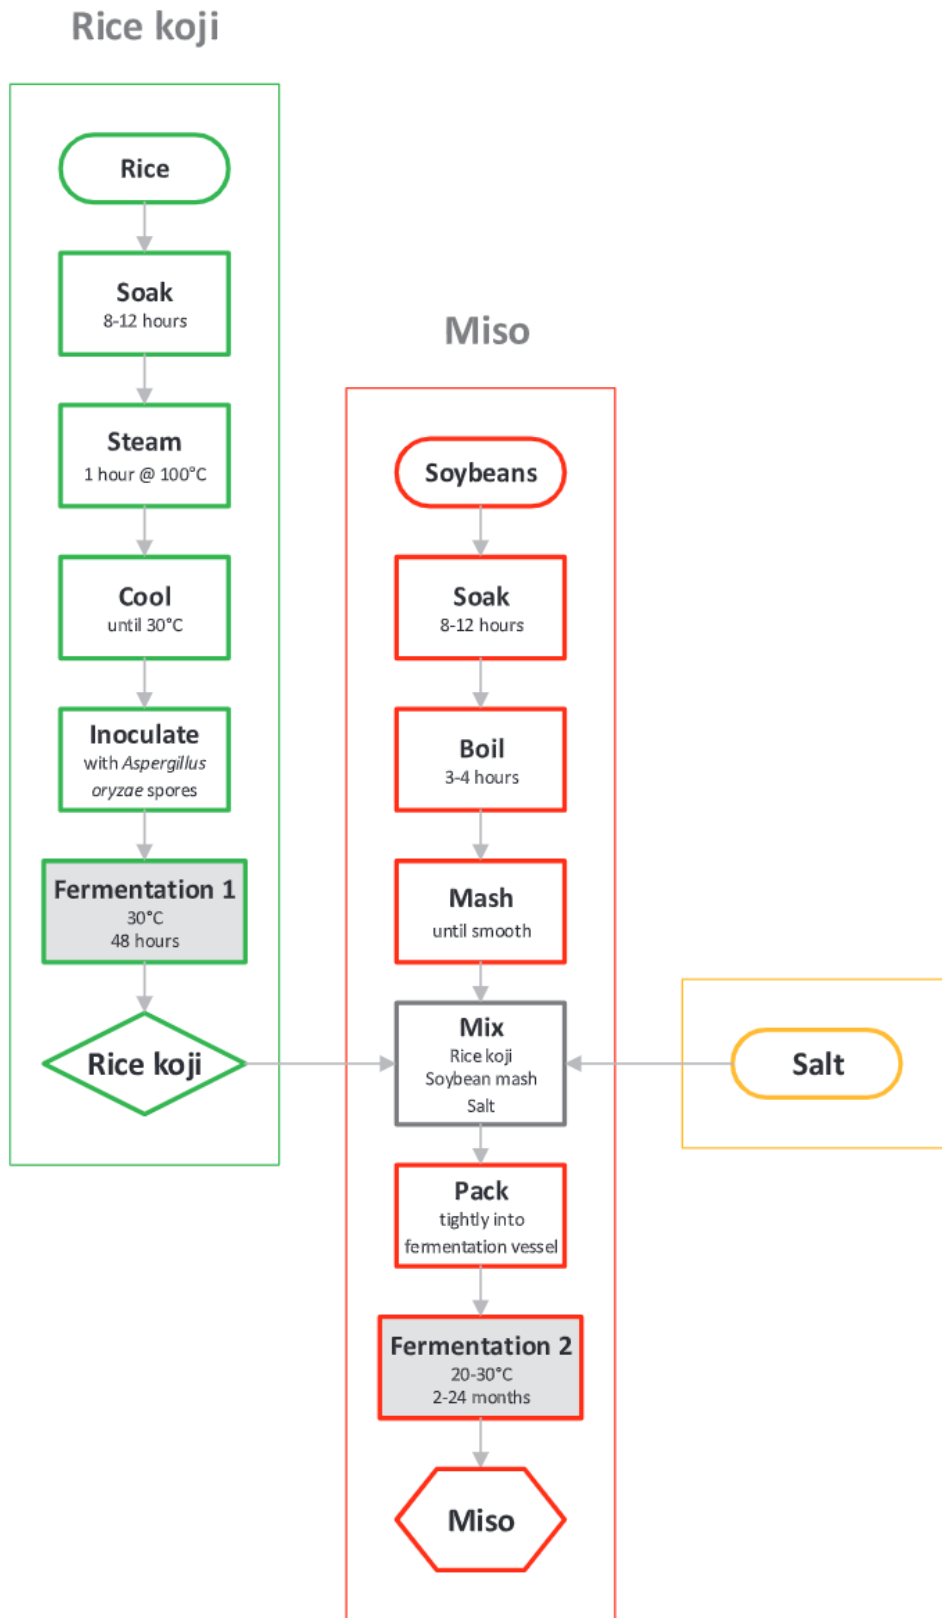 Rice koji
Rice
Soak
8-12 hours
Steam
1 hour @ 100°C
Cool
until 30°C
Inoculate
with Aspergillus
oryzae spores
Fermentation 1
30°C
48 hours
Rice koji
Miso
Soybeans
Soak
8-12 hours
Boil
3-4 hours
Mash
until smooth
Mix
Rice koji
Soybean mash
Salt
Salt
Pack
tightly into
fermentation vessel
Fermentation 2
20-30°C
2-24 months
Miso